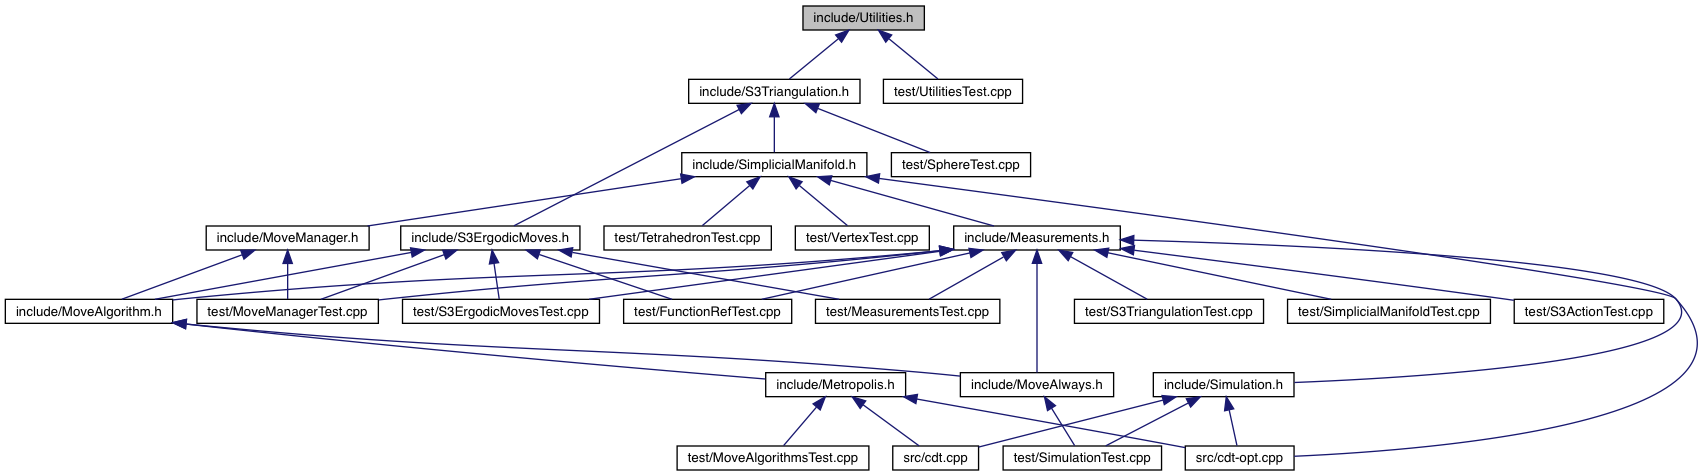 include/Utilities.h
include/S3Triangulation.h
test/UtilitiesTest.cpp
include/SimplicialManifold.h
test/SphereTest.cpp
include/MoveManager.h
include/S3ErgodicMoves.h
test/TetrahedronTest.cpp
test/VertexTest.cpp
include/Measurements.h
include/MoveAlgorithm.h
test/MoveManagerTest.cpp
test/S3ErgodicMovesTest.cpp
test/FunctionRefTest.cpp
test/MeasurementsTest.cpp
test/S3TriangulationTest.cpp
test/SimplicialManifoldTest.cpp
test/S3ActionTest.cpp
include/Metropolis.h
include/MoveAlways.h
include/Simulation.h
test/MoveAlgorithmsTest.cpp
src/cdt.cpp
test/SimulationTest.cpp
src/cdt-opt.cpp